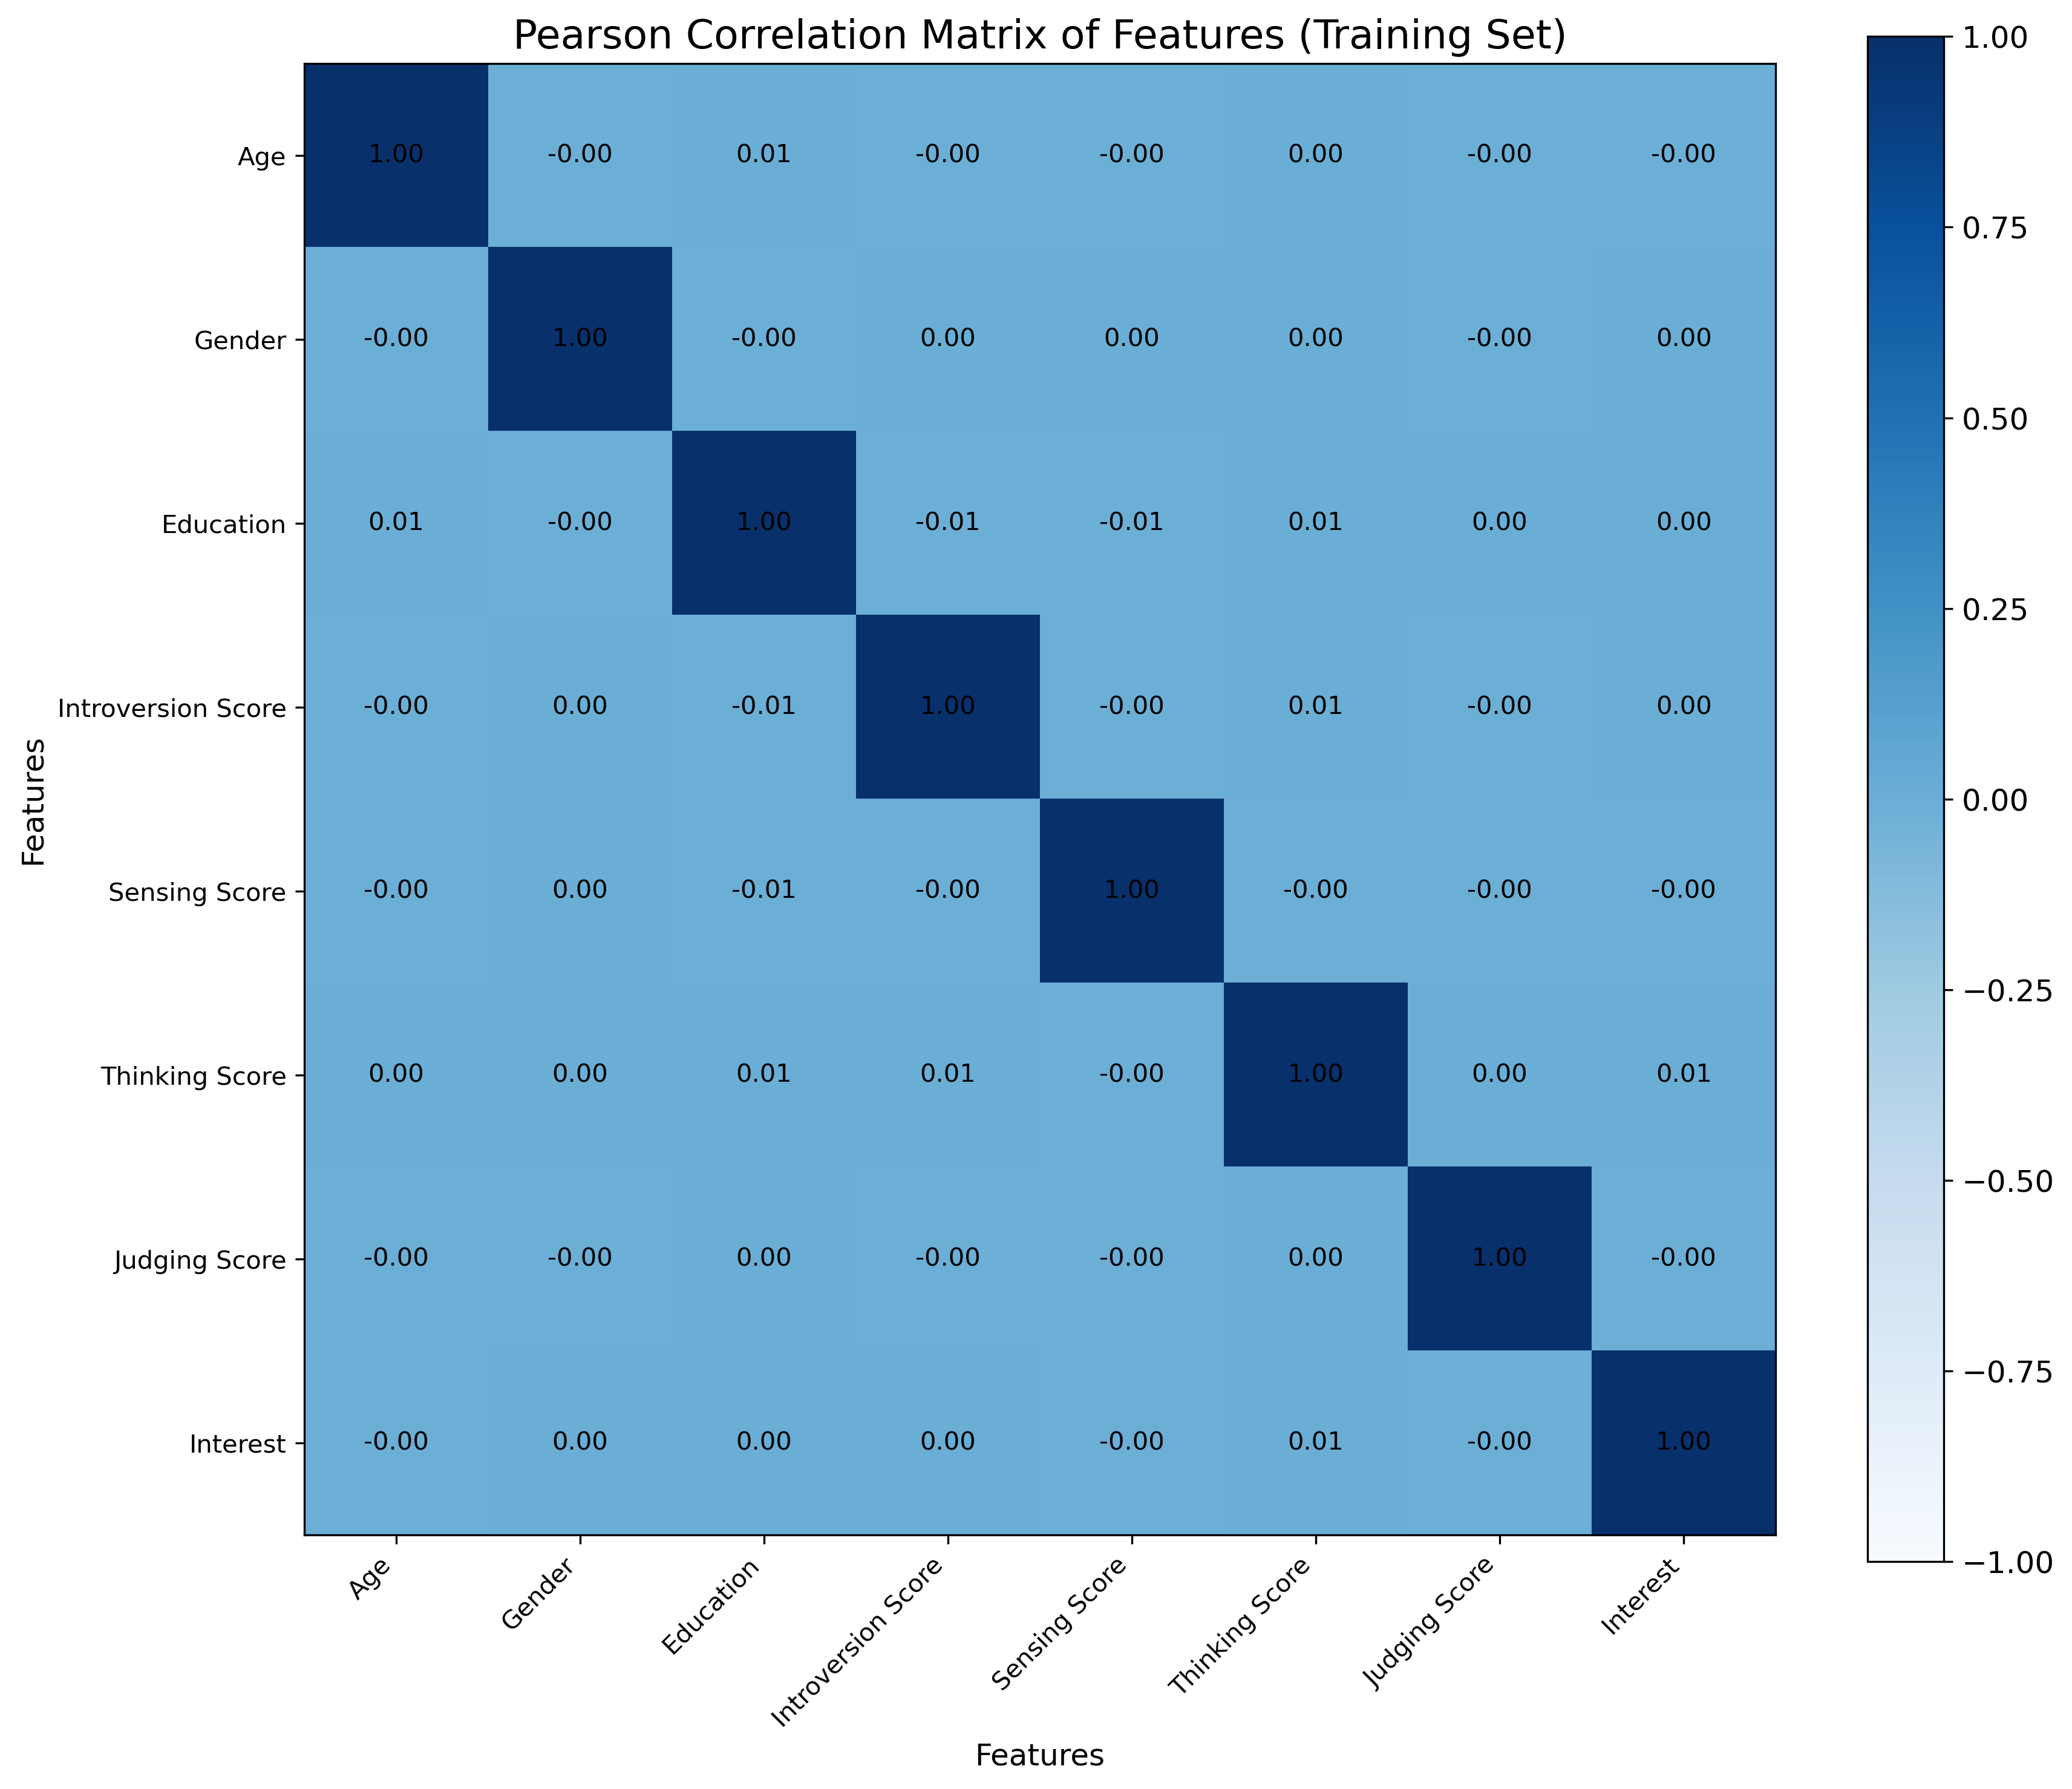 Pearson Correlation Matrix of Features (Training Set)
Age 1.00 -0.00 0.01 -0.00 -0.00 0.00 -0.00 -0.00
Gender -0.00 1.00 -0.00 0.00 0.00 0.00 -0.00 0.00
Education 0.01 -0.00 1.00 -0.01 -0.01 0.01 0.00 0.00
Introversion Score -0.00 0.00 -0.01 1.00 -0.00 0.01 -0.00 0.00
Sensing Score -0.00 0.00 -0.01 -0.00 1.00 -0.00 -0.00 -0.00
Thinking Score 0.00 0.00 0.01 0.01 -0.00 1.00 0.00 0.01
Judging Score -0.00 -0.00 0.00 -0.00 -0.00 0.00 1.00 -0.00
Interest -0.00 0.00 0.00 0.00 -0.00 0.01 -0.00 1.00
Features
Age
Gender
Education
Introversion Score
Sensing Score
Thinking Score
Judging Score
Interest
Features
1.00
0.75
0.50
0.25
0.00
−0.25
−0.50
−0.75
−1.00